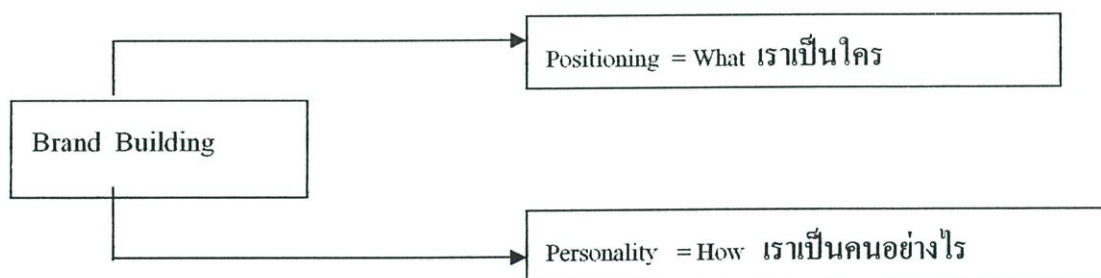 Positioning = What เราเป็นใคร
Brand Building
Personality = How เราเป็นคนอย่างไร